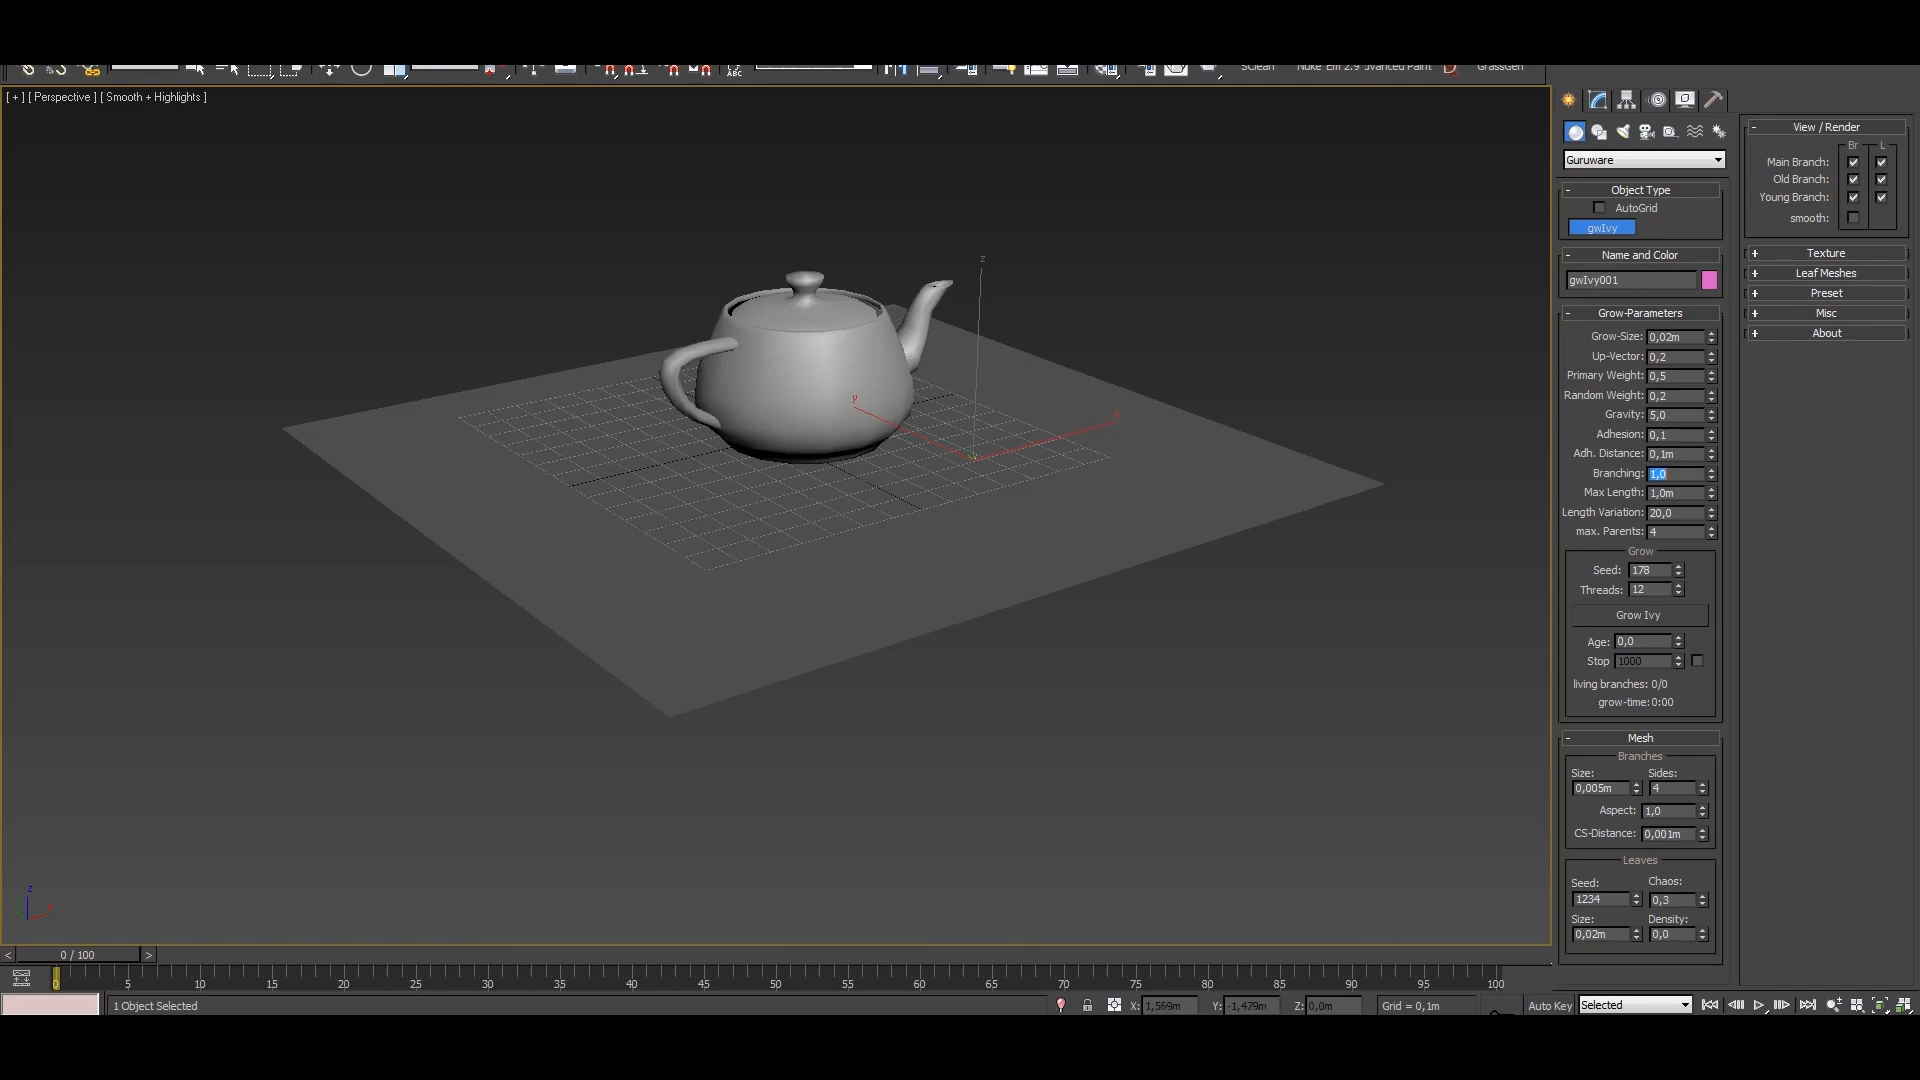 ABC
SClean
GrassGen
[ + ] [ Perspective ] [ Smooth + Highlights ]
z
y
x
Guruware
- Object Type
AutoGrid
gwIvy
- Name and Color
gwIvy001
- Grow-Parameters
Grow-Size: 0,02m
Up-Vector: 0,2
Primary Weight: 0,5
Random Weight: 0,2
Gravity: 5,0
Adhesion: 0,1
Adh. Distance: 0,1m
Branching: 1,0
Max Length: 1,0m
Length Variation: 20,0
max. Parents: 4
Grow
Seed: 178
Threads: 12
Grow Ivy
Age: 0,0
Stop 1000
living branches: 0/0
grow-time: 0:00
- Mesh
Branches
Size: Sides:
0,005m 4
Aspect: 1,0
CS-Distance: 0,001m
Leaves
Seed: Chaos:
1234 0,3
Size: Density:
0,02m 0,0
- View / Render
Br L
Main Branch:
Old Branch:
Young Branch:
smooth:
+ Texture
+ Leaf Meshes
+ Preset
+ Misc
+ About
z
x
< 0 / 100 >
0 5 10 15 20 25 30 35 40 45 50 55 60 65 70 75 80 85 90 95 100
1 Object Selected
X: 1,569m Y: -1,479m Z: 0,0m Grid = 0,1m
Auto Key Selected